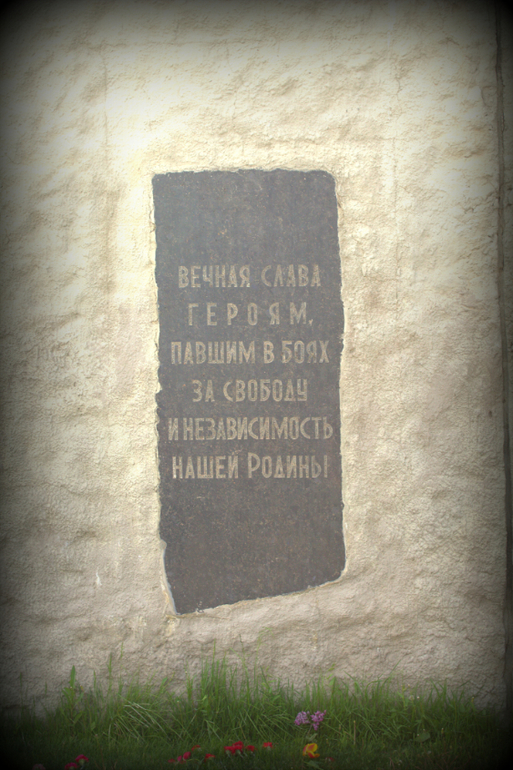 ВЕЧНАЯ СЛАВА
ГЕРОЯМ,
ПАВШИМ В БОЯХ
ЗА СВОБОДУ
И НЕЗАВИСИМОСТЬ
НАШЕЙ РОДИНЫ